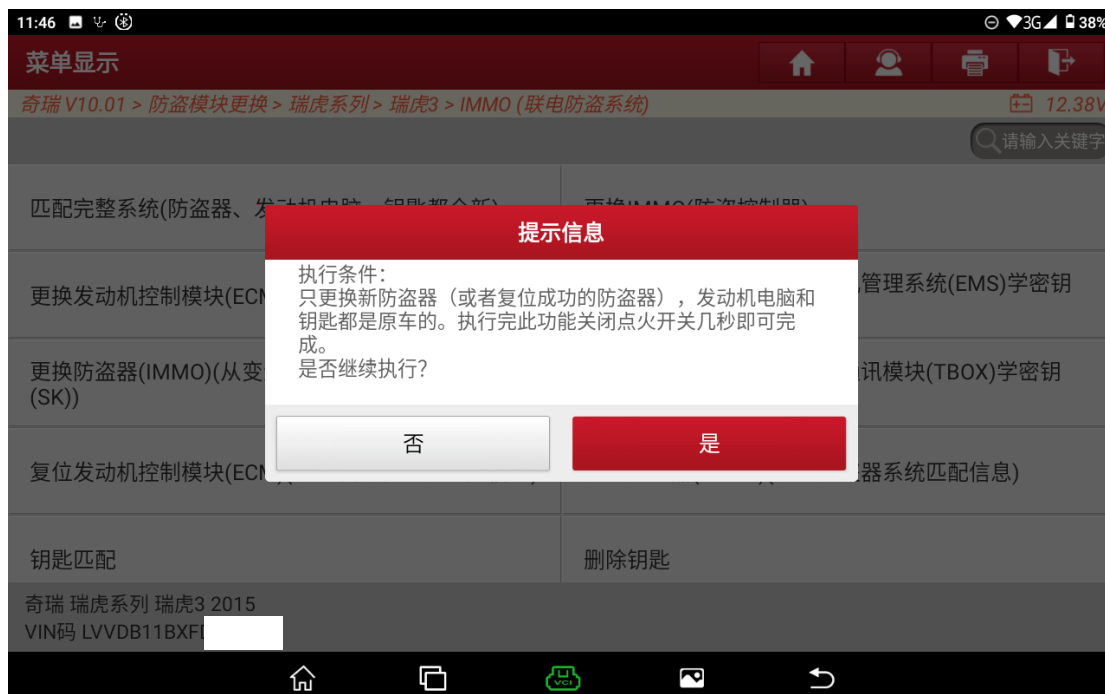 11:46
3G
38%
菜单显示
奇瑞 V10.01 > 防盗模块更换 > 瑞虎系列 > 瑞虎3 > IMMO (联电防盗系统)
12.38V
请输入关键字
匹配完整系统(防盗器、
提示信息
执行条件:
只更换新防盗器（或者复位成功的防盗器）, 发动机电脑和
钥匙都是原车的。执行完此功能关闭点火开关几秒即可完
成。
是否继续执行？
更换发动机控制模块(ECM
管理系统(EMS)学密钥
更换防盗器(IMMO)(从变
(SK))
讯模块(TBOX)学密钥
否
是
复位发动机控制模块(ECM
器系统匹配信息)
钥匙匹配
删除钥匙
奇瑞 瑞虎系列 瑞虎3 2015
VIN码 LVVDB11BXF
VCI